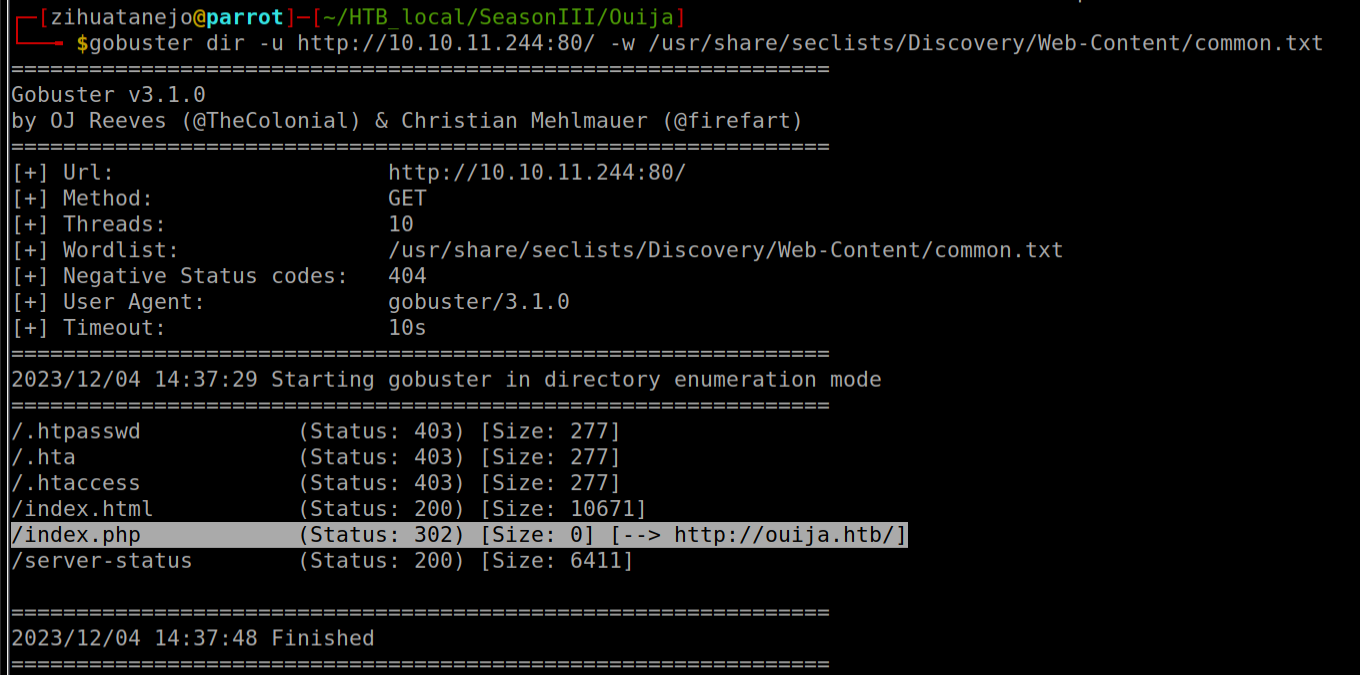 ┌─[zihuatanejo@parrot]─[~/HTB_local/SeasonIII/Ouija]
└──╼ $gobuster dir -u http://10.10.11.244:80/ -w /usr/share/seclists/Discovery/Web-Content/common.txt
===============================================================
Gobuster v3.1.0
by OJ Reeves (@TheColonial) & Christian Mehlmauer (@firefart)
===============================================================
[+] Url:                     http://10.10.11.244:80/
[+] Method:                  GET
[+] Threads:                 10
[+] Wordlist:                /usr/share/seclists/Discovery/Web-Content/common.txt
[+] Negative Status codes:   404
[+] User Agent:              gobuster/3.1.0
[+] Timeout:                 10s
===============================================================
2023/12/04 14:37:29 Starting gobuster in directory enumeration mode
===============================================================
/.htpasswd            (Status: 403) [Size: 277]
/.hta                 (Status: 403) [Size: 277]
/.htaccess            (Status: 403) [Size: 277]
/index.html           (Status: 200) [Size: 10671]
/index.php            (Status: 302) [Size: 0] [--> http://ouija.htb/]
/server-status        (Status: 200) [Size: 6411]
===============================================================
2023/12/04 14:37:48 Finished
===============================================================